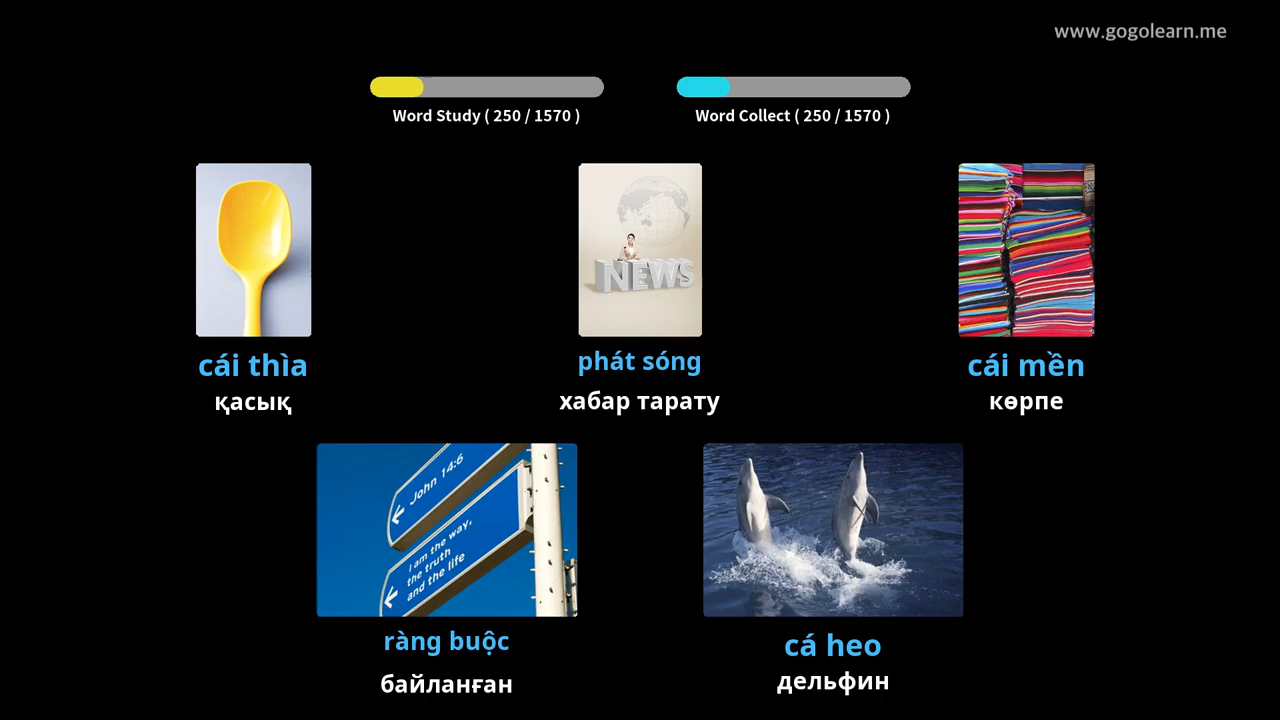 www.gogolearn.me
Word Study ( 250 / 1570 )
Word Collect ( 250 / 1570 )
NEWS
cái thìa
қасық
phát sóng
хабар тарату
cái mền
көрпе
John 14:6
I am the way,
the truth
and the life
ràng buộc
байланған
cá heo
дельфин